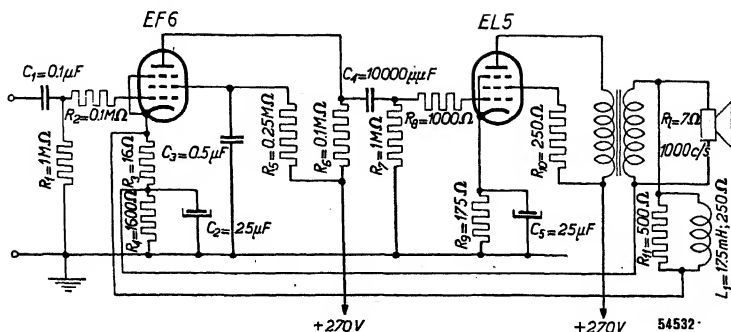 EF6
EL5
C1=0.1μF
R2=0.1MΩ
R1=1MΩ
R3=16Ω
R4=1600Ω
C2=25μF
C3=0.5μF
R5=0.25MΩ
R6=0.1MΩ
C4=10000μμF
R7=1MΩ
R8=1000Ω
R9=175Ω
C5=25μF
R10=250Ω
Rl=7Ω
1000c/s
R11=500Ω
L1=17.5mH; 250Ω
+270V
+270V
54532